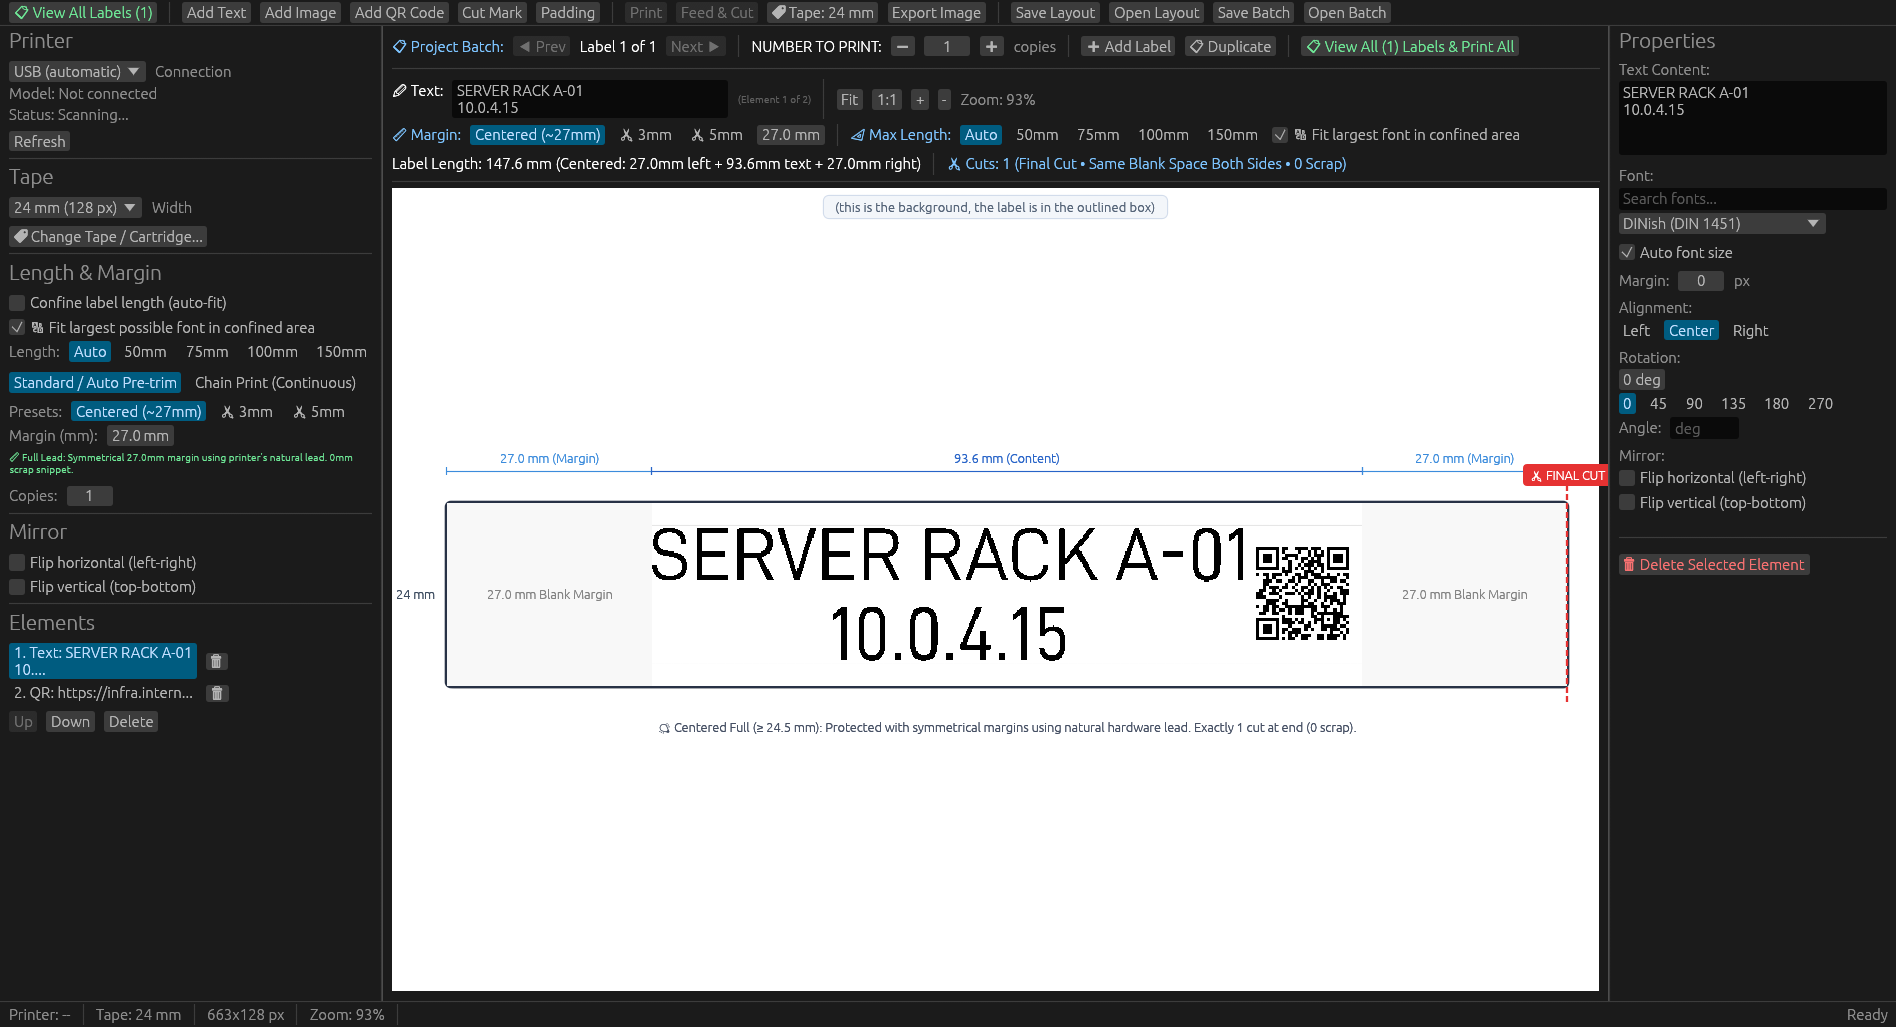 View All Labels (1) Add Text Add Image Add QR Code Cut Mark Padding Print Feed & Cut Tape: 24 mm Export Image Save Layout Open Layout Save Batch Open Batch
Printer
USB (automatic) Connection
Model: Not connected
Status: Scanning...
Refresh
Tape
24 mm (128 px) Width
Change Tape / Cartridge...
Length & Margin
Confine label length (auto-fit)
Fit largest possible font in confined area
Length: Auto 50mm 75mm 100mm 150mm
Standard / Auto Pre-trim Chain Print (Continuous)
Presets: Centered (~27mm) 3mm 5mm
Margin (mm): 27.0 mm
Full Lead: Symmetrical 27.0mm margin using printer's natural lead. 0mm
scrap snippet.
Copies: 1
Mirror
Flip horizontal (left-right)
Flip vertical (top-bottom)
Elements
1. Text: SERVER RACK A-01
10....
2. QR: https://infra.intern...
Up Down Delete
Project Batch: Prev Label 1 of 1 Next NUMBER TO PRINT: − 1 + copies + Add Label Duplicate View All (1) Labels & Print All
Text: SERVER RACK A-01
10.0.4.15
(Element 1 of 2) Fit 1:1 + - Zoom: 93%
Margin: Centered (~27mm) 3mm 5mm 27.0 mm Max Length: Auto 50mm 75mm 100mm 150mm Fit largest font in confined area
Label Length: 147.6 mm (Centered: 27.0mm left + 93.6mm text + 27.0mm right) Cuts: 1 (Final Cut • Same Blank Space Both Sides • 0 Scrap)
(this is the background, the label is in the outlined box)
27.0 mm (Margin) 93.6 mm (Content) 27.0 mm (Margin)
FINAL CUT
SERVER RACK A-01
24 mm 27.0 mm Blank Margin 27.0 mm Blank Margin
10.0.4.15
Centered Full (≥ 24.5 mm): Protected with symmetrical margins using natural hardware lead. Exactly 1 cut at end (0 scrap).
Properties
Text Content:
SERVER RACK A-01
10.0.4.15
Font:
Search fonts...
DINish (DIN 1451)
Auto font size
Margin: 0 px
Alignment:
Left Center Right
Rotation:
0 deg
0 45 90 135 180 270
Angle: deg
Mirror:
Flip horizontal (left-right)
Flip vertical (top-bottom)
Delete Selected Element
Printer: -- Tape: 24 mm 663x128 px Zoom: 93% Ready